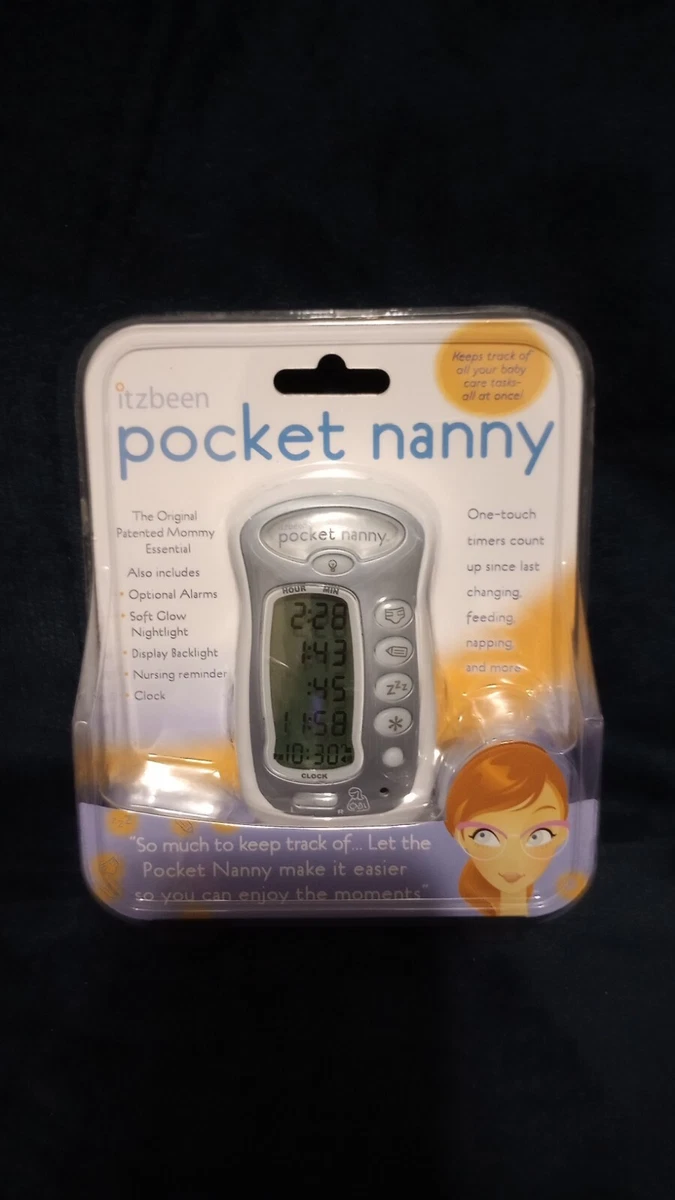 Keeps track of
all your baby
care tasks-
all at once!
itzbeen
pocket nanny
The Original
Patented Mommy
Essential
Also includes
• Optional Alarms
• Soft Glow
Nightlight
• Display Backlight
• Nursing reminder
• Clock
One-touch
timers count
up since last
changing,
feeding,
napping,
and more.
pocket nanny
HOUR MIN
2:28
1:43
:45
1:58
10:30
zzz
CLOCK
"So much to keep track of... Let the
Pocket Nanny make it easier
so you can enjoy the moments"